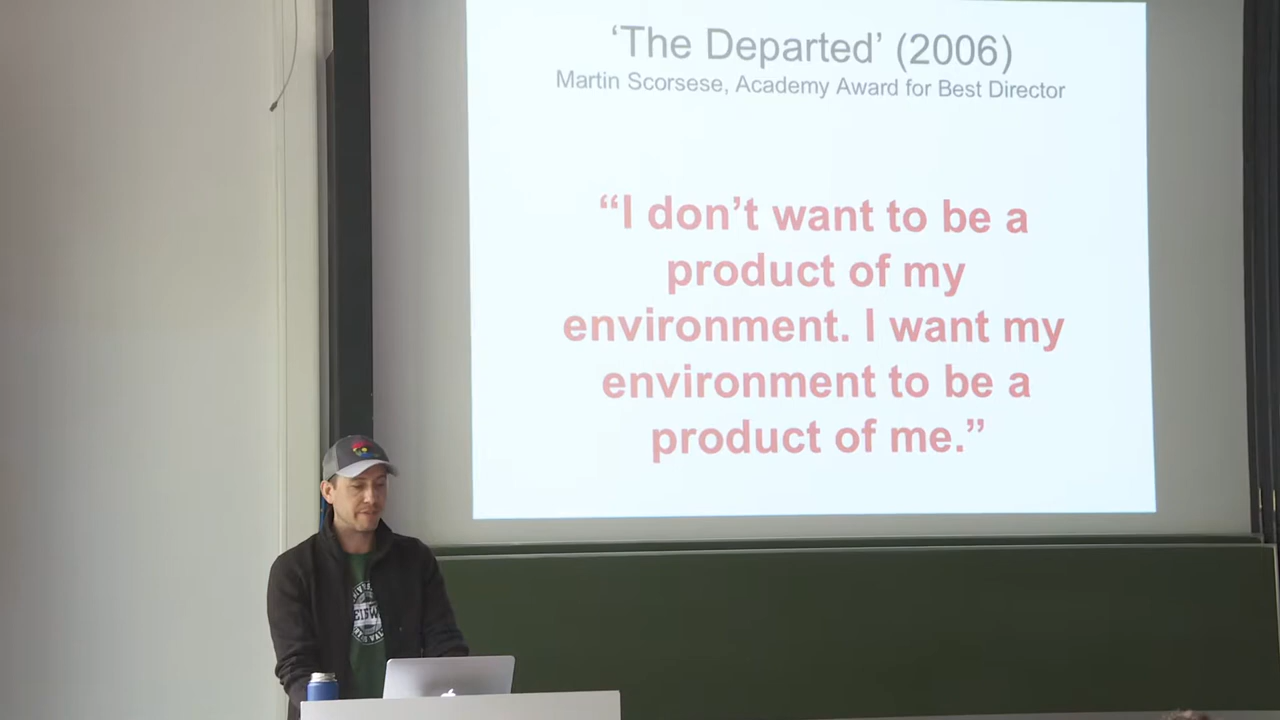 ‘The Departed’ (2006)
Martin Scorsese, Academy Award for Best Director
“I don’t want to be a
product of my
environment. I want my
environment to be a
product of me.”